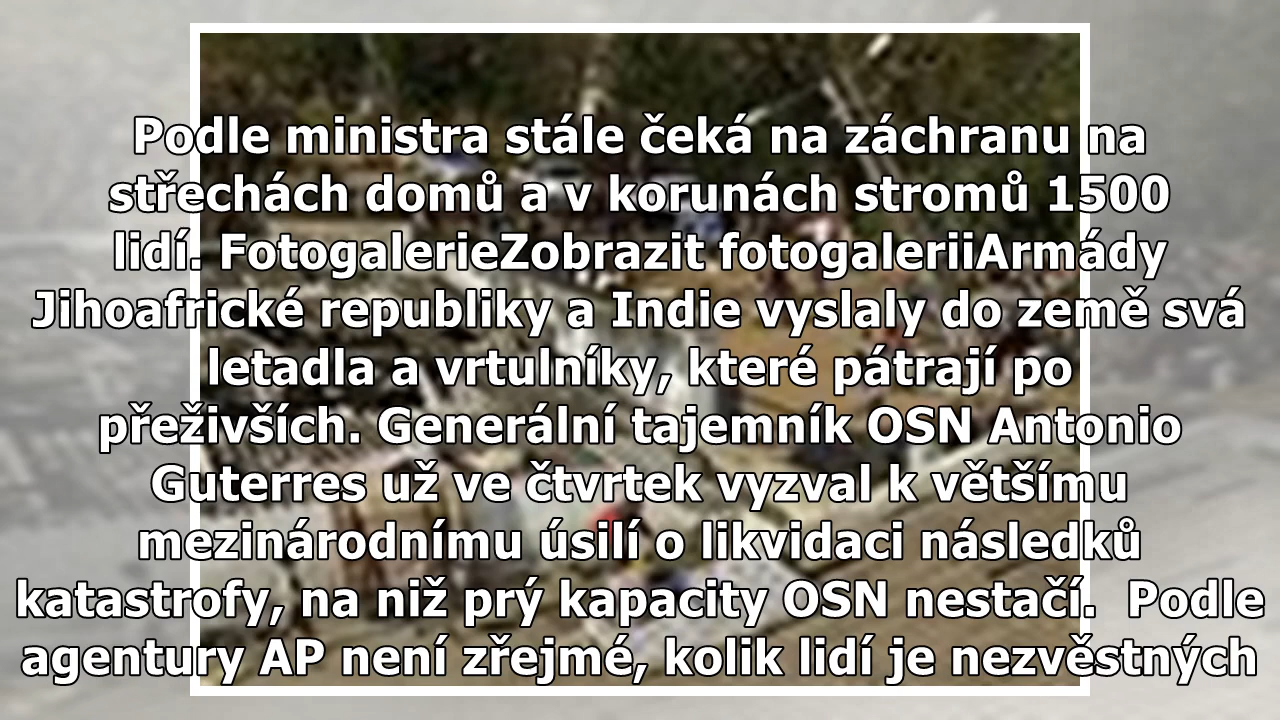 Podle ministra stále čeká na záchranu na
střechách domů a v korunách stromů 1500
lidí. FotogalerieZobrazit fotogaleriiArmády
Jihoafrické republiky a Indie vyslaly do země svá
letadla a vrtulníky, které pátrají po
přeživších. Generální tajemník OSN Antonio
Guterres už ve čtvrtek vyzval k většímu
mezinárodnímu úsilí o likvidaci následků
katastrofy, na niž prý kapacity OSN nestačí.  Podle
agentury AP není zřejmé, kolik lidí je nezvěstných